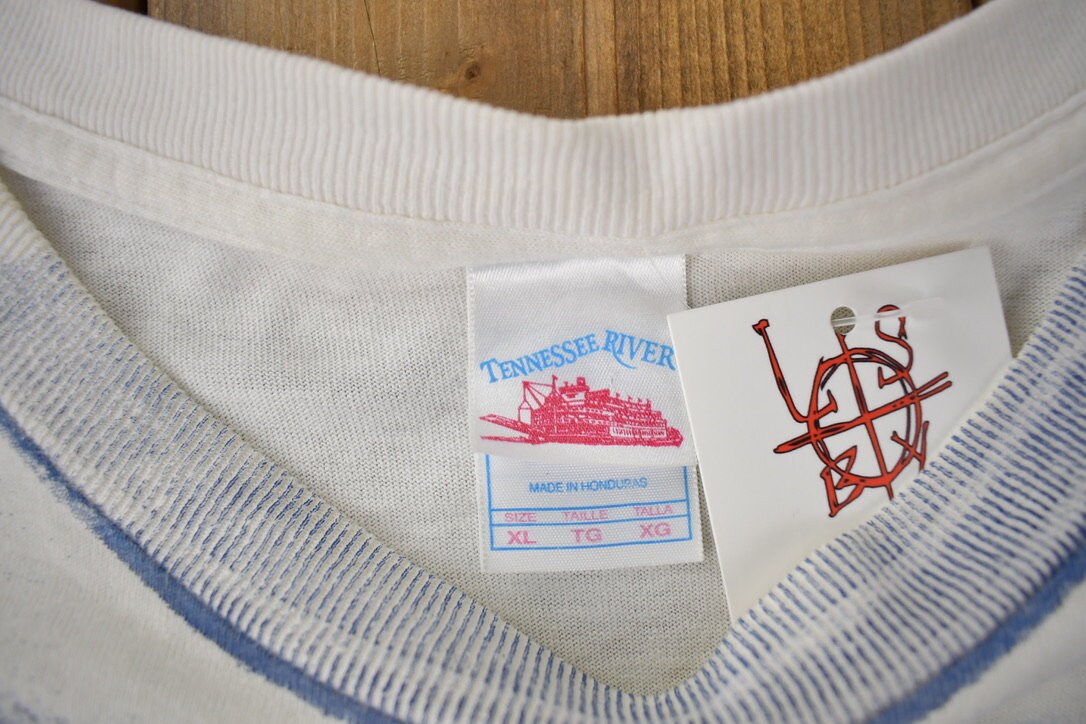 TENNESSEE RIVER
MADE IN HONDURAS
SIZE TAILLE TALLA
XL TG XG